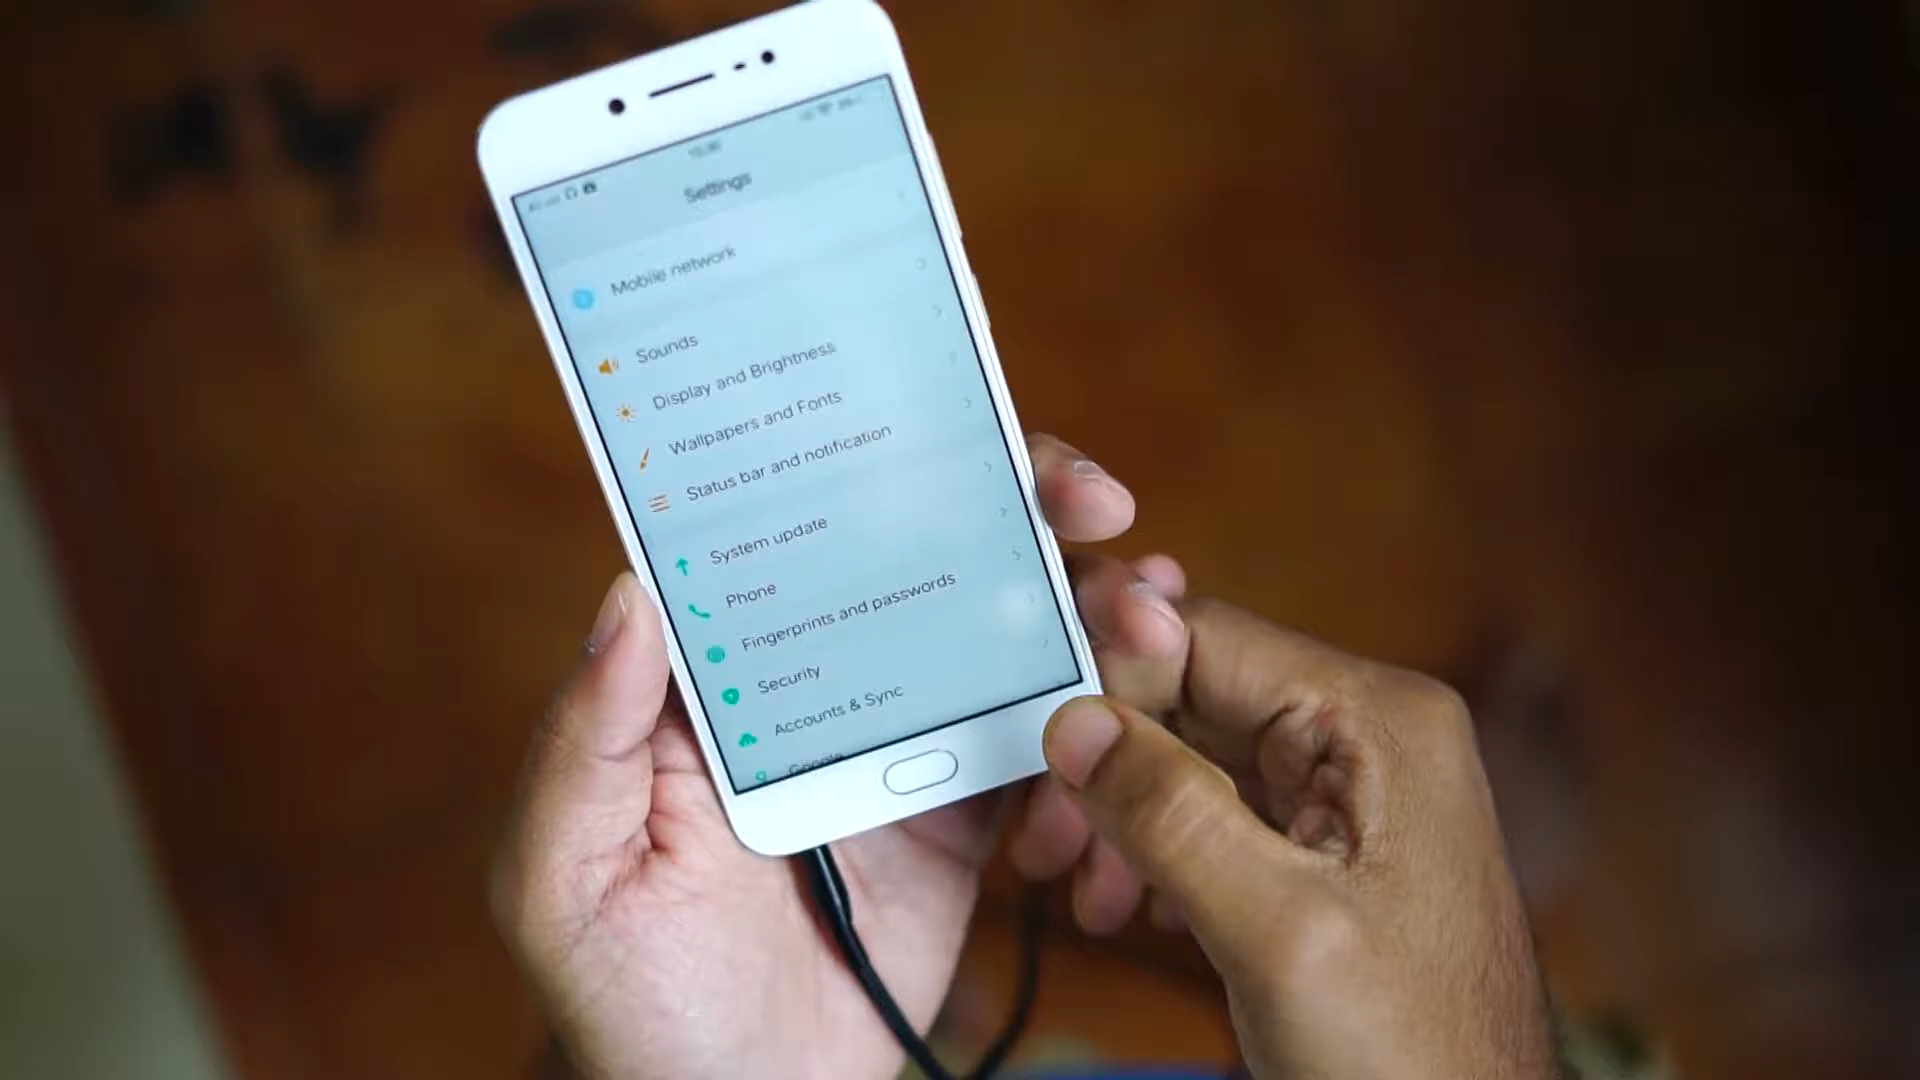 Settings
Mobile network
Sounds
Display and Brightness
Wallpapers and Fonts
Status bar and notification
System update
Phone
Fingerprints and passwords
Security
Accounts & Sync
Google